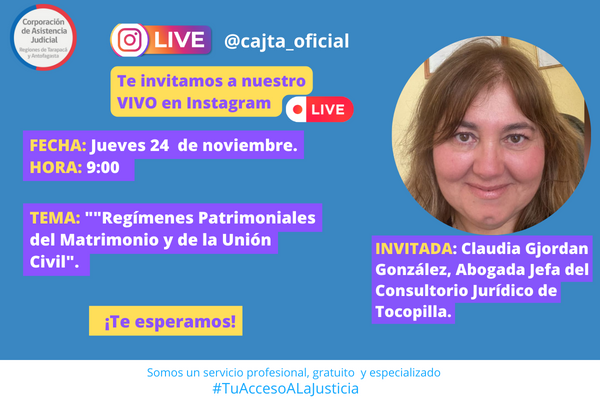 Corporación
de Asistencia
Judicial
Regiones de Tarapacá
y Antofagasta
LIVE @cajta_oficial
Te invitamos a nuestro
VIVO en Instagram
LIVE
FECHA: Jueves 24 de noviembre.
HORA: 9:00
TEMA: ""Regímenes Patrimoniales
del Matrimonio y de la Unión
Civil".
INVITADA: Claudia Gjordan
González, Abogada Jefa del
Consultorio Jurídico de
Tocopilla.
¡Te esperamos!
Somos un servicio profesional, gratuito y especializado
#TuAccesoALaJusticia